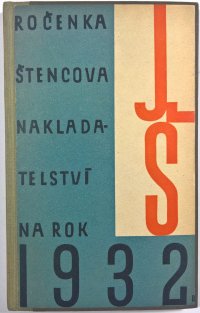 ROČENKA
ŠTENCOVA
NAKLADA-
TELSTVÍ
NA ROK
1932
JŠ